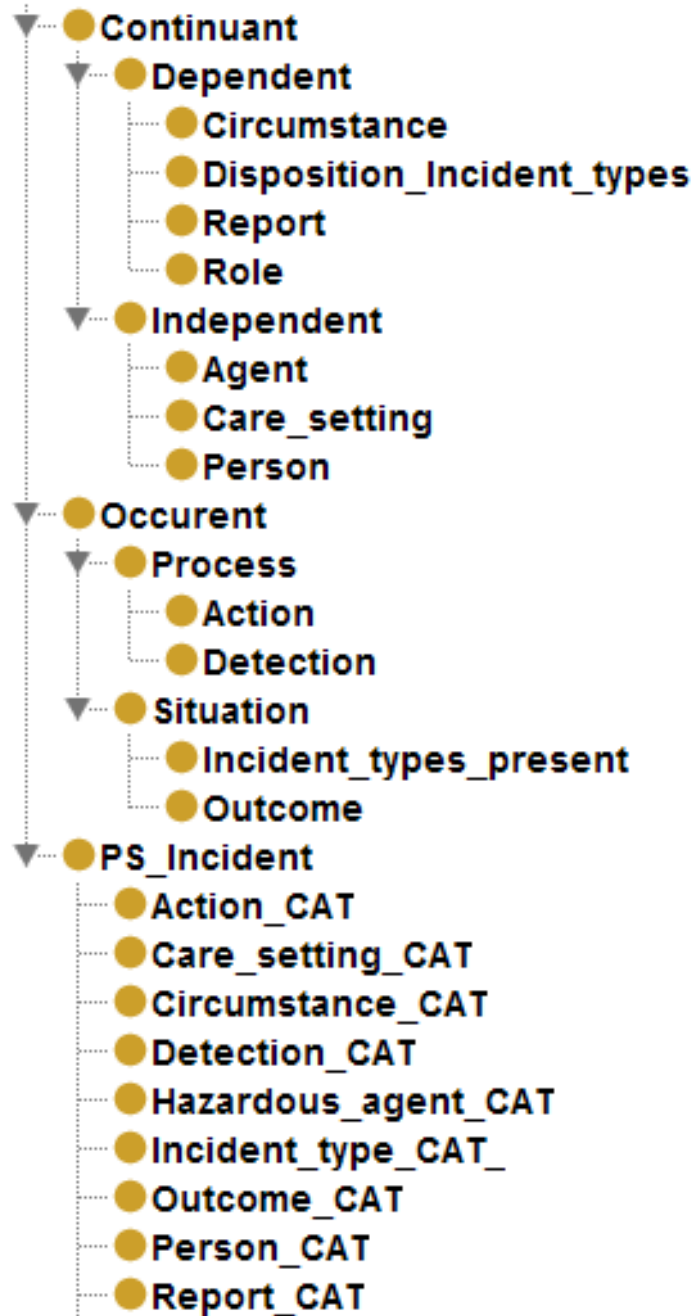 Continuant
Dependent
Circumstance
Disposition_Incident_types
Report
Role
Independent
Agent
Care_setting
Person
Occurent
Process
Action
Detection
Situation
Incident_types_present
Outcome
PS_Incident
Action_CAT
Care_setting_CAT
Circumstance_CAT
Detection_CAT
Hazardous_agent_CAT
Incident_type_CAT_
Outcome_CAT
Person_CAT
Report_CAT